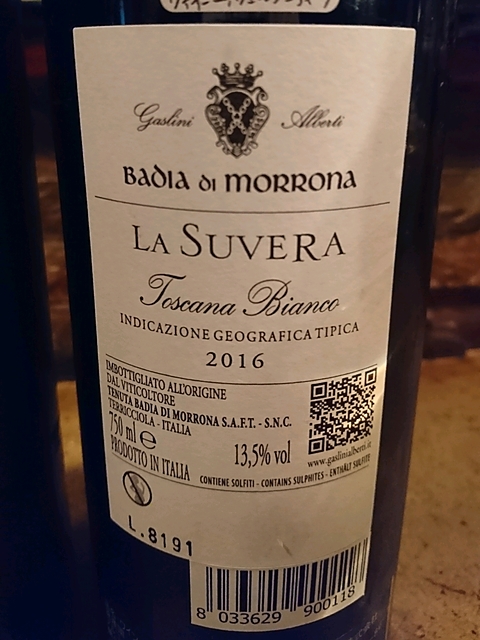 Gaslini Alberti
BADIA DI MORRONA
LA SUVERA
Toscana Bianco
INDICAZIONE GEOGRAFICA TIPICA
2016
IMBOTTIGLIATO ALL'ORIGINE
DAL VITICOLTORE
TENUTA BADIA DI MORRONA S.A.F.T. - S.N.C.
TERRICCIOLA - ITALIA
750 ml e
13,5% vol
www.gaslinialberti.it
PRODOTTO IN ITALIA
CONTIENE SOLFITI - CONTAINS SULPHITES - ENTHÄLT SULFITE
L.8191
8 033629 900118